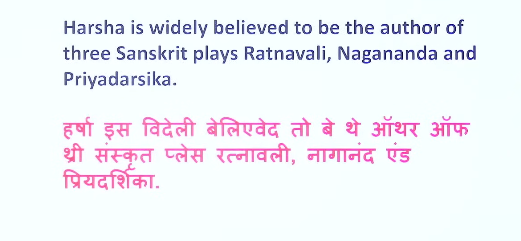 Harsha is widely believed to be the author of
three Sanskrit plays Ratnavali, Nagananda and
Priyadarsika.
हर्षा इस विदेली बेलिएवेद तो बे थे ऑथर ऑफ
थ्री संस्कृत प्लेस रत्नावली, नागानंद एंड
प्रियदर्शिका.